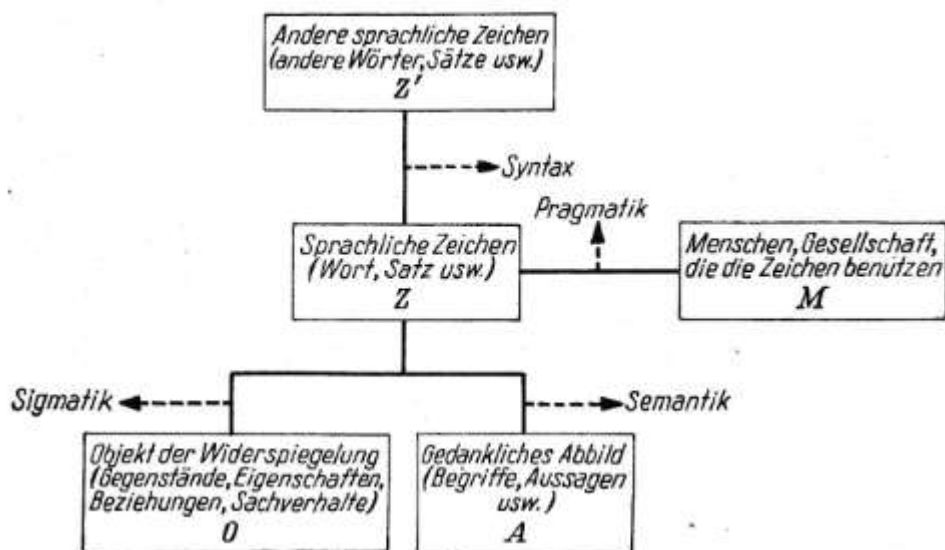 Andere sprachliche Zeichen
(andere Wörter, Sätze usw.)
Z'
Syntax
Pragmatik
Sprachliche Zeichen
(Wort, Satz usw.)
Z
Menschen, Gesellschaft,
die die Zeichen benützen
M
Sigmatik
Semantik
Objekt der Widerspiegelung
(Gegenstände, Eigenschaften,
Beziehungen, Sachverhalte)
O
Gedankliches Abbild
(Begriffe, Aussagen
usw.)
A